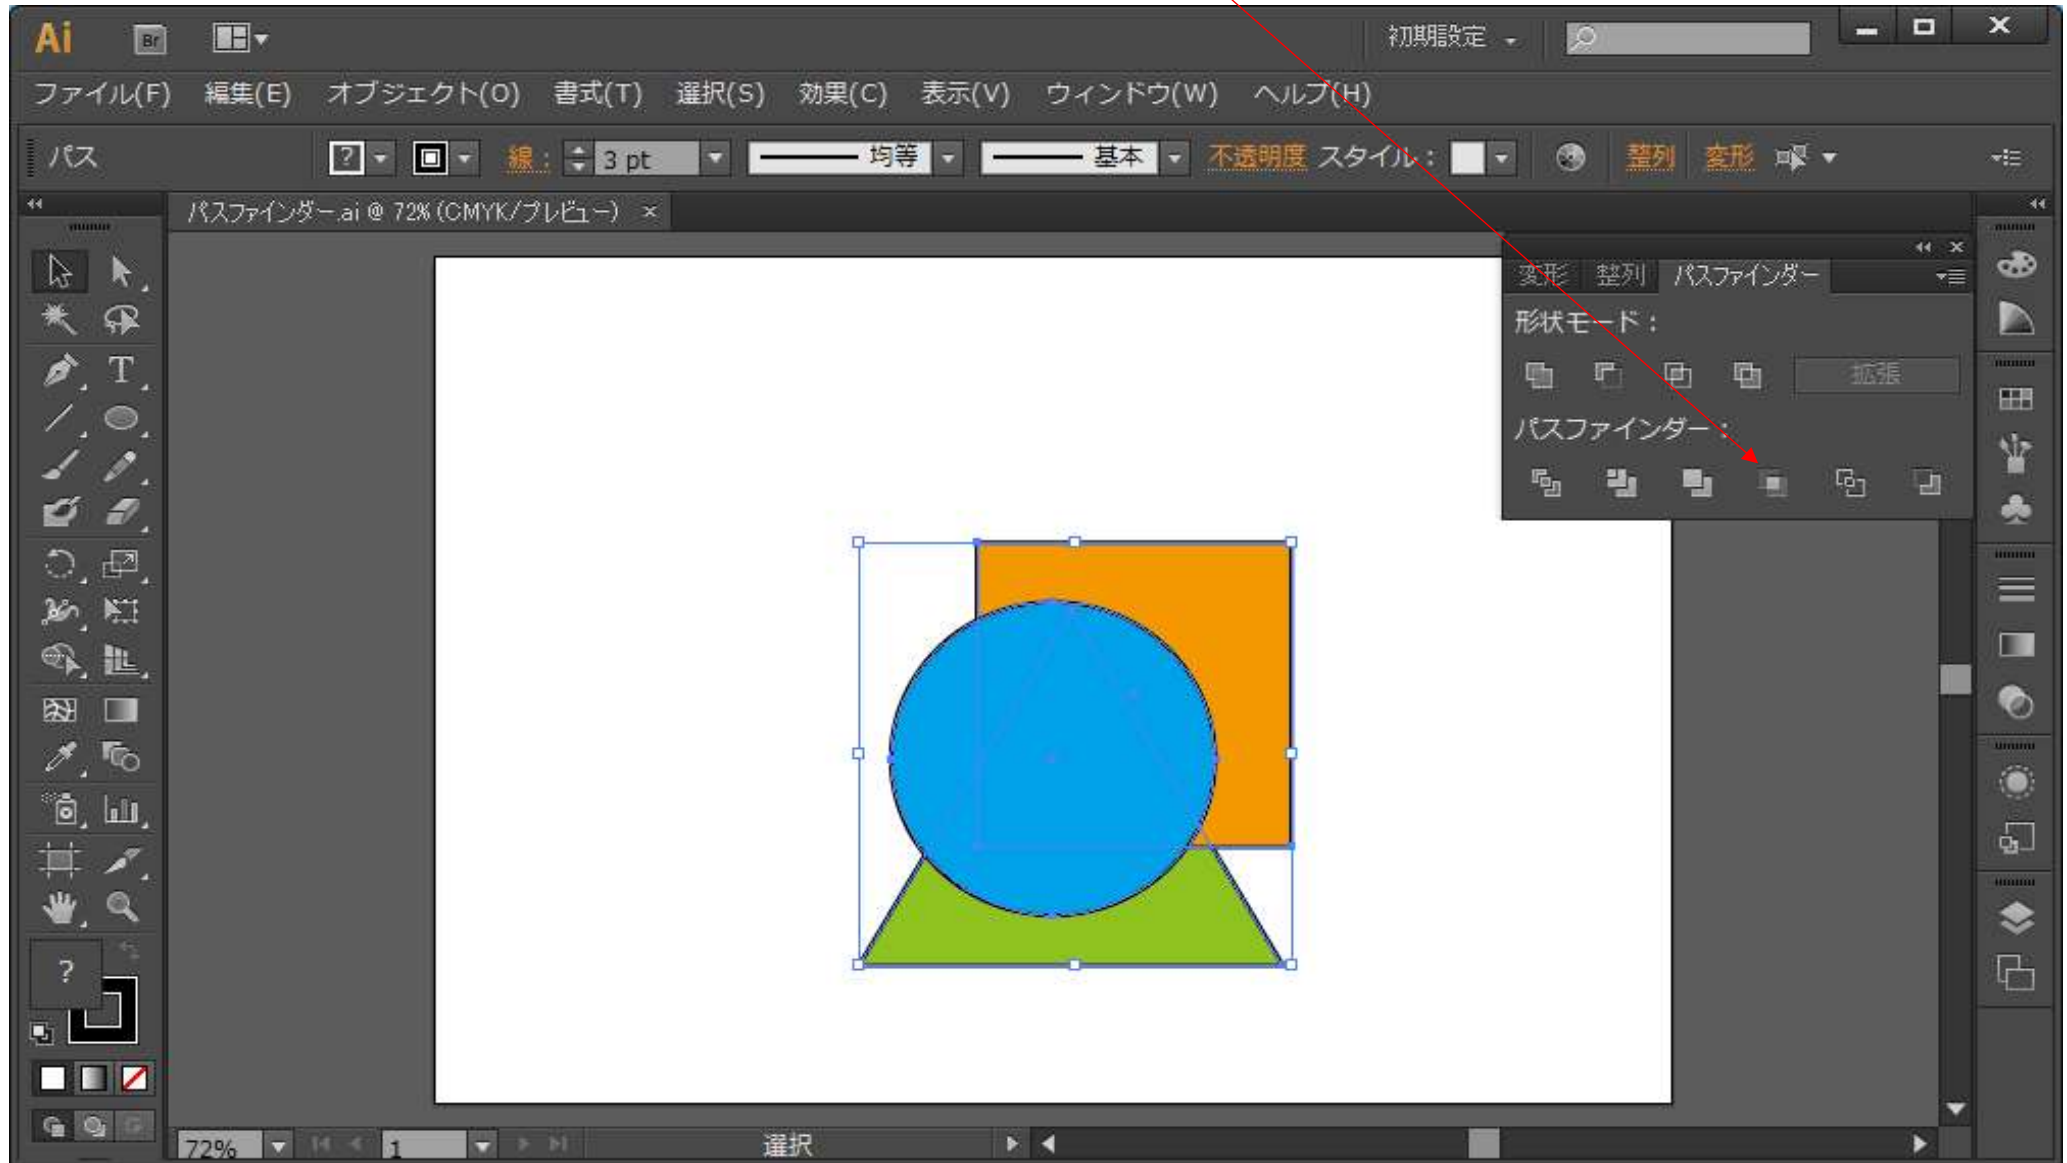 Ai Br 初期設定
ファイル(F) 編集(E) オブジェクト(O) 書式(T) 選択(S) 効果(C) 表示(V) ウィンドウ(W) ヘルプ(H)
パス ? 線: 3 pt 均等 基本 不透明度 スタイル: 整列 変形
パスファインダー.ai @ 72% (CMYK/プレビュー) ×
変形 整列 パスファインダー
形状モード:
拡張
パスファインダー:
T
?
72% 1 選択